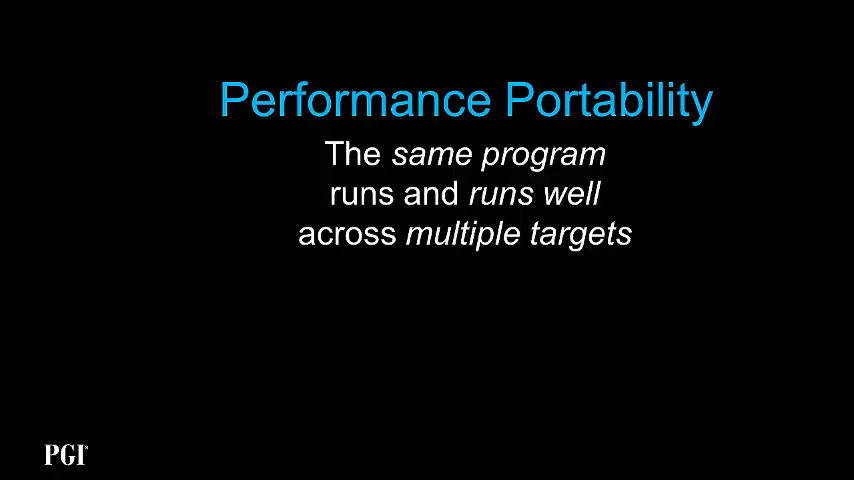 Performance Portability
The same program
runs and runs well
across multiple targets
PGI®